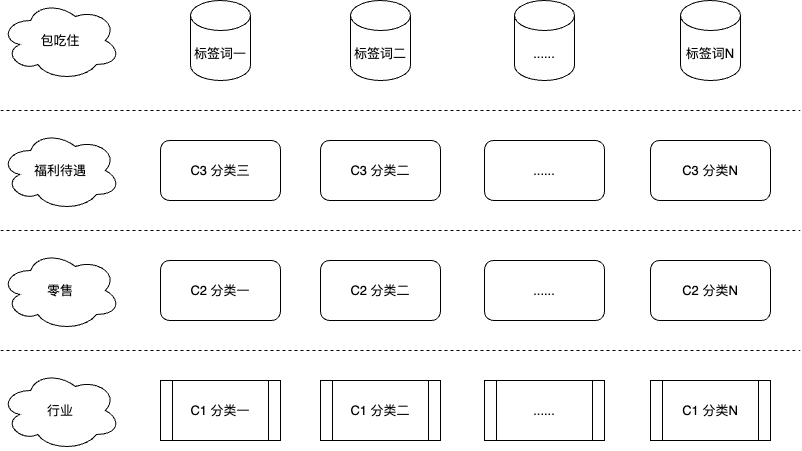 包吃住
标签词一
标签词二
......
标签词N
福利待遇
C3 分类三
C3 分类二
......
C3 分类N
零售
C2 分类一
C2 分类二
......
C2 分类N
行业
C1 分类一
C1 分类二
......
C1 分类N